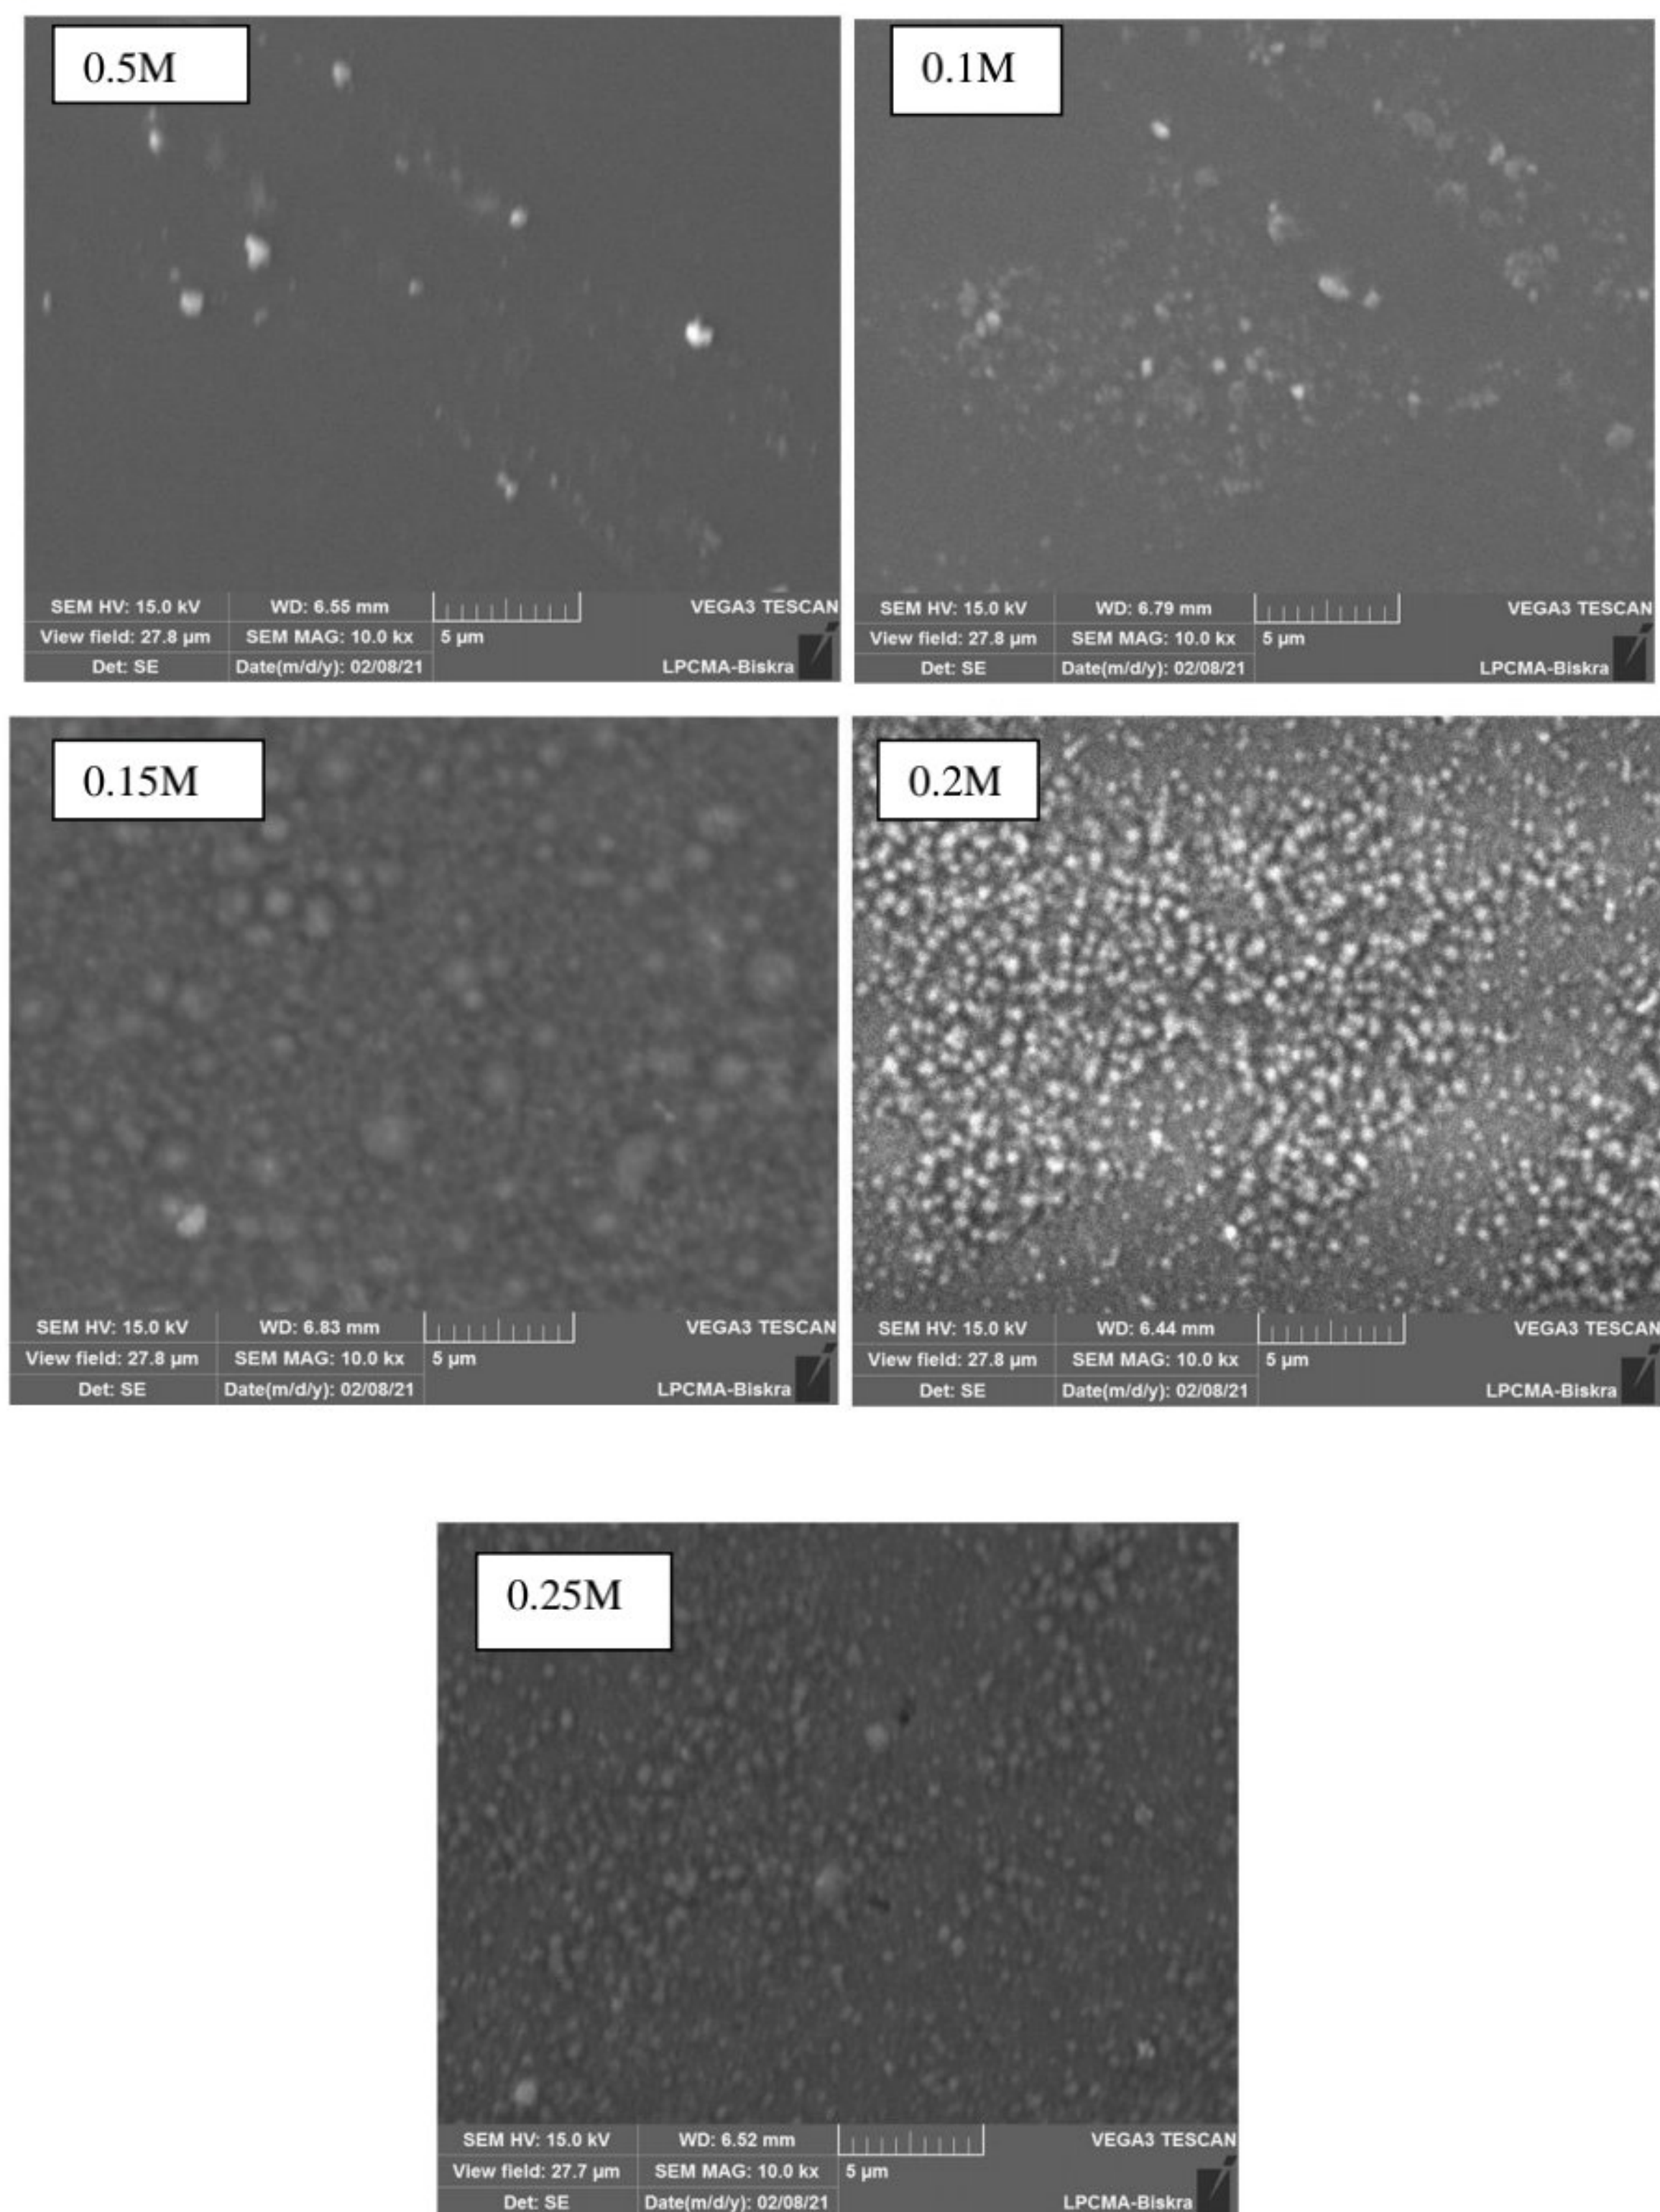 0.5M
SEM HV: 15.0 kV WD: 6.55 mm VEGA3 TESCAN
View field: 27.8 µm SEM MAG: 10.0 kx 5 µm
Det: SE Date(m/d/y): 02/08/21 LPCMA-Biskra
0.1M
SEM HV: 15.0 kV WD: 6.79 mm VEGA3 TESCAN
View field: 27.8 µm SEM MAG: 10.0 kx 5 µm
Det: SE Date(m/d/y): 02/08/21 LPCMA-Biskra
0.15M
SEM HV: 15.0 kV WD: 6.83 mm VEGA3 TESCAN
View field: 27.8 µm SEM MAG: 10.0 kx 5 µm
Det: SE Date(m/d/y): 02/08/21 LPCMA-Biskra
0.2M
SEM HV: 15.0 kV WD: 6.44 mm VEGA3 TESCAN
View field: 27.8 µm SEM MAG: 10.0 kx 5 µm
Det: SE Date(m/d/y): 02/08/21 LPCMA-Biskra
0.25M
SEM HV: 15.0 kV WD: 6.52 mm VEGA3 TESCAN
View field: 27.7 µm SEM MAG: 10.0 kx 5 µm
Det: SE Date(m/d/y): 02/08/21 LPCMA-Biskra